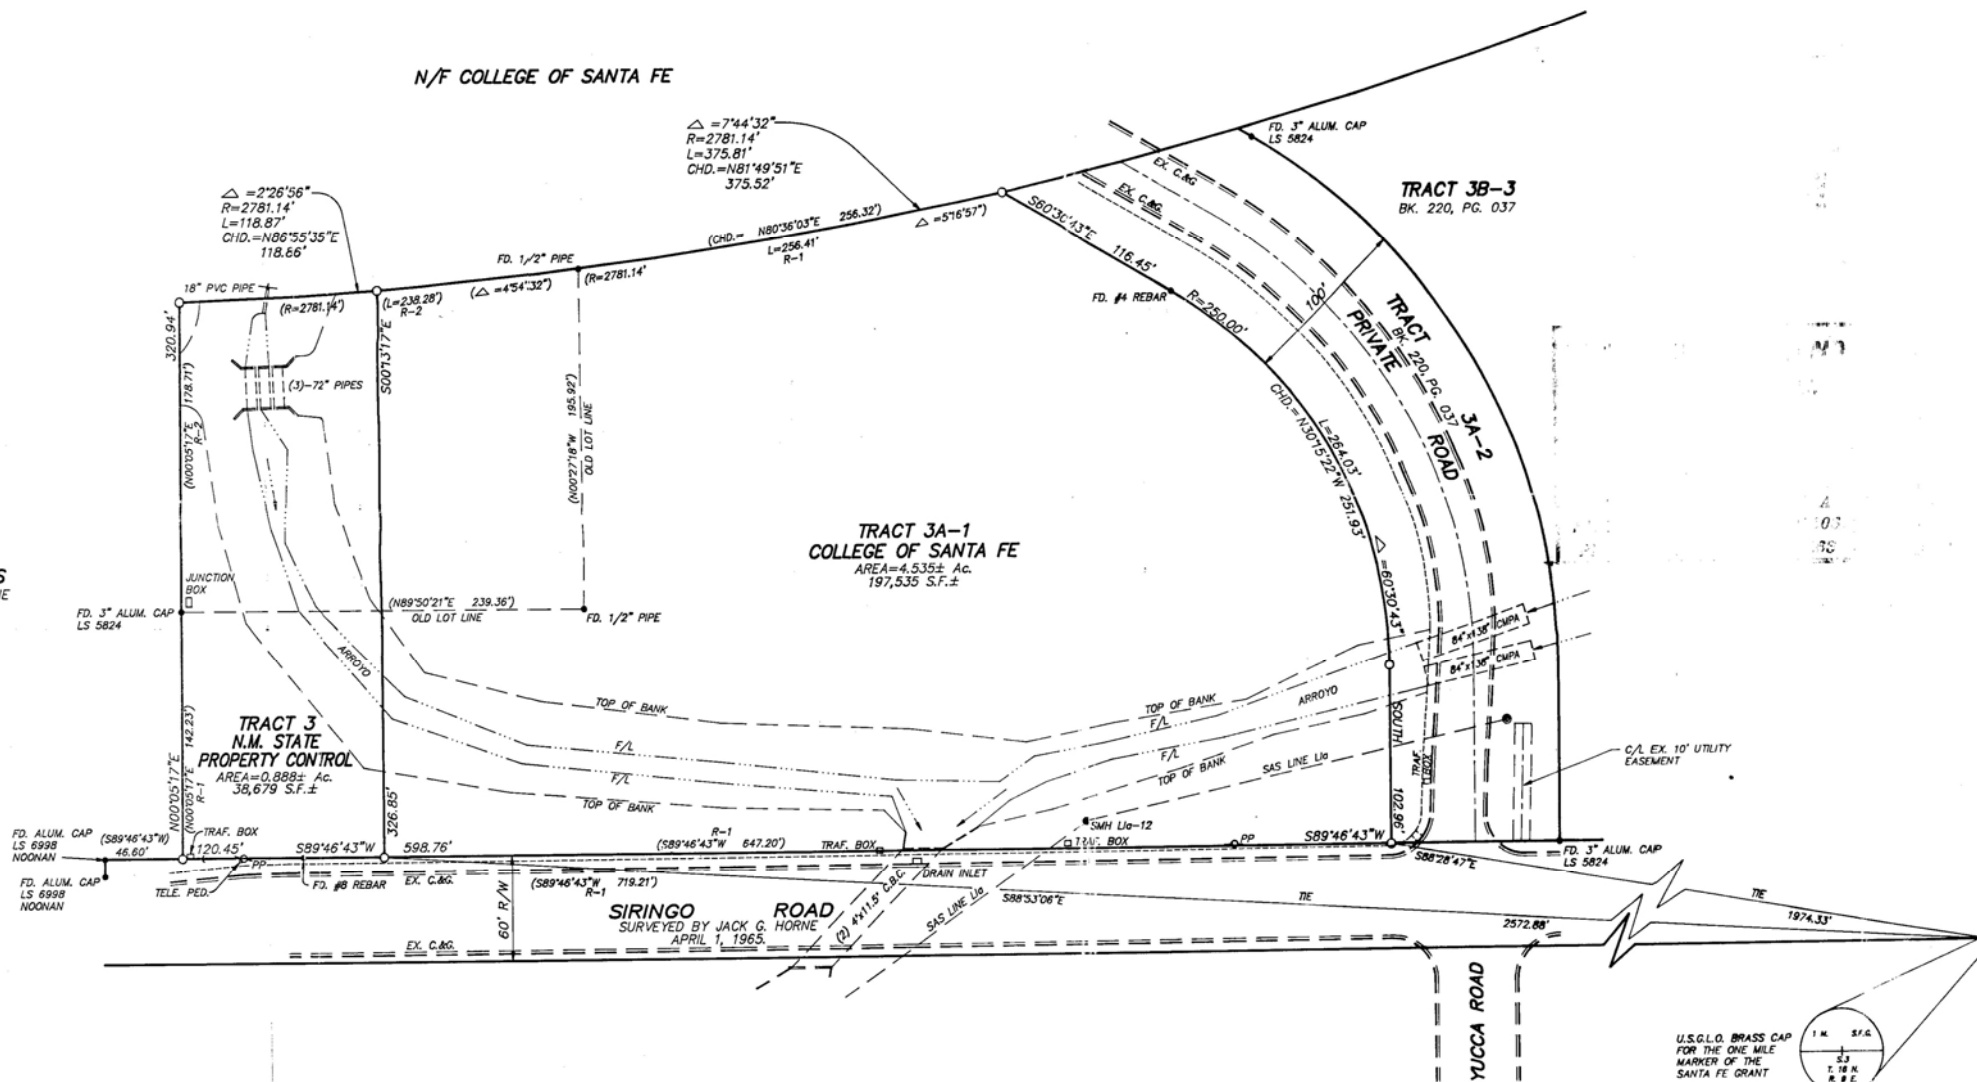 N/F COLLEGE OF SANTA FE
△ =7°44'32"
R=2781.14'
L=375.81'
CHD.=N81°49'51"E
375.52'
△ =2°26'56"
R=2781.14'
L=118.87'
CHD.=N86°55'35"E
118.86'
FD. 3" ALUM. CAP
LS 5824
TRACT 3B-3
BK. 220, PG. 037
EX. C.&G.
EX. C.&G.
S60°30'43"E
116.45'
(CHD.= N80°36'03"E 256.32')
L=256.41'
R-1
△ =5°16'57")
FD. 1/2" PIPE
(R=2781.14'
(△ =4°54'32")
18" PVC PIPE
(R=2781.14')
(L=238.28')
R-2
FD. #4 REBAR
R=250.00'
100'
TRACT 3A-2
BK. 220, PG. 037
PRIVATE ROAD
320.94'
S00°13'17"E
(3)-72" PIPES
(N00°05'17"E 178.71')
R-2
(N00°27'18"W 195.92')
OLD LOT LINE
L=264.03'
CHD.= N30°15'22"W 251.93'
△ =60°30'43"
TRACT 3A-1
COLLEGE OF SANTA FE
AREA=4.535± Ac.
197,535 S.F.±
JUNCTION
BOX
FD. 3" ALUM. CAP
LS 5824
(N89°50'21"E 239.36')
OLD LOT LINE
FD. 1/2" PIPE
84"x138" CMPA
84"x138" CMPA
ARROYO
TOP OF BANK
TOP OF BANK
ARROYO
F/L
F/L
F/L
F/L
TOP OF BANK
TOP OF BANK
SAS LINE LIa
SOUTH
102.96'
TRAF.
BOX
C/L EX. 10' UTILITY
EASEMENT
TRACT 3
N.M. STATE
PROPERTY CONTROL
AREA=0.888± Ac.
38,679 S.F.±
N00°05'17"E
(N00°05'17"E 142.23')
R-1
326.85'
FD. ALUM. CAP
LS 6998
NOONAN
(S89°46'43"W)
46.60'
TRAF. BOX
120.45'
S89°46'43"W
598.76'
R-1
(S89°46'43"W 647.20')
TRAF. BOX
SMH LIa-12
TRAF. BOX
PP
S89°46'43"W
S88°28'47"E
FD. 3" ALUM. CAP
LS 5824
FD. ALUM. CAP
LS 6998
NOONAN
TELE. PED.
PP
FD. #8 REBAR
EX. C.&G.
(S89°46'43"W 719.21')
R-1
DRAIN INLET
S88°53'06"E
TIE
TIE
2572.88'
1974.33'
60' R/W
SIRINGO ROAD
SURVEYED BY JACK G. HORNE
APRIL 1, 1965.
(2) 4'x11.5' C.B.C.
SAS LINE LIa
EX. C.&G.
YUCCA ROAD
U.S.G.L.O. BRASS CAP
FOR THE ONE MILE
MARKER OF THE
SANTA FE GRANT
1 M. S.F.G.
S.3
T. 16 N.
R. 9 E.